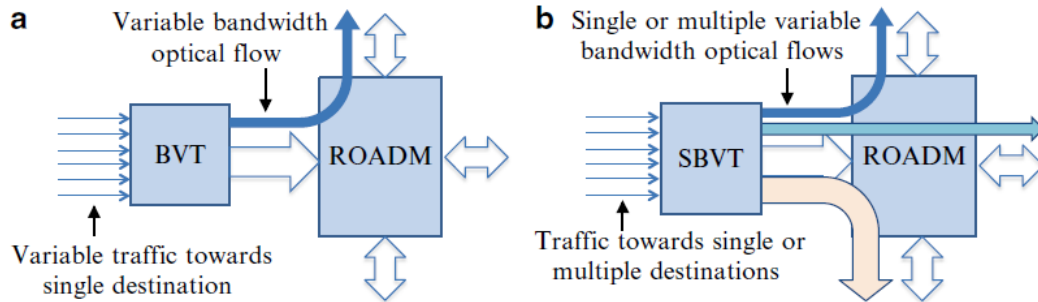 a
Variable bandwidth
optical flow
BVT
ROADM
Variable traffic towards
single destination
b
Single or multiple variable
bandwidth optical flows
SBVT
ROADM
Traffic towards single or
multiple destinations